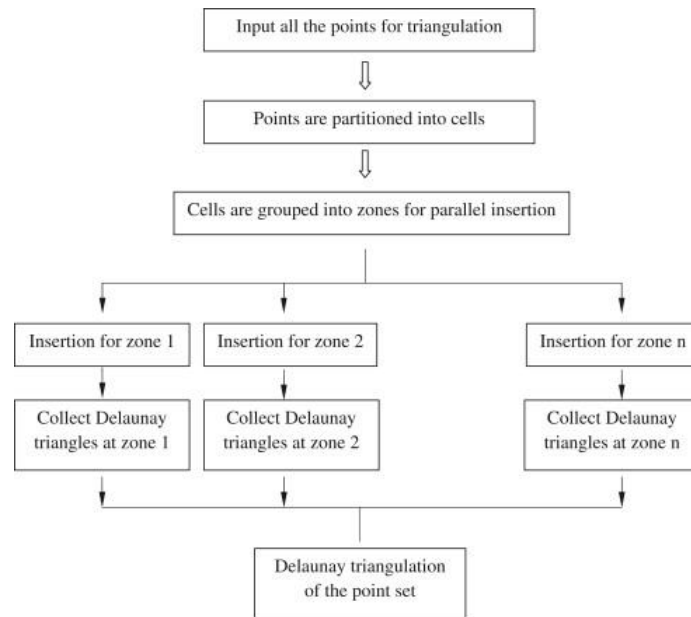 Input all the points for triangulation
Points are partitioned into cells
Cells are grouped into zones for parallel insertion
Insertion for zone 1
Insertion for zone 2
Insertion for zone n
Collect Delaunay
triangles at zone 1
Collect Delaunay
triangles at zone 2
Collect Delaunay
triangles at zone n
Delaunay triangulation
of the point set